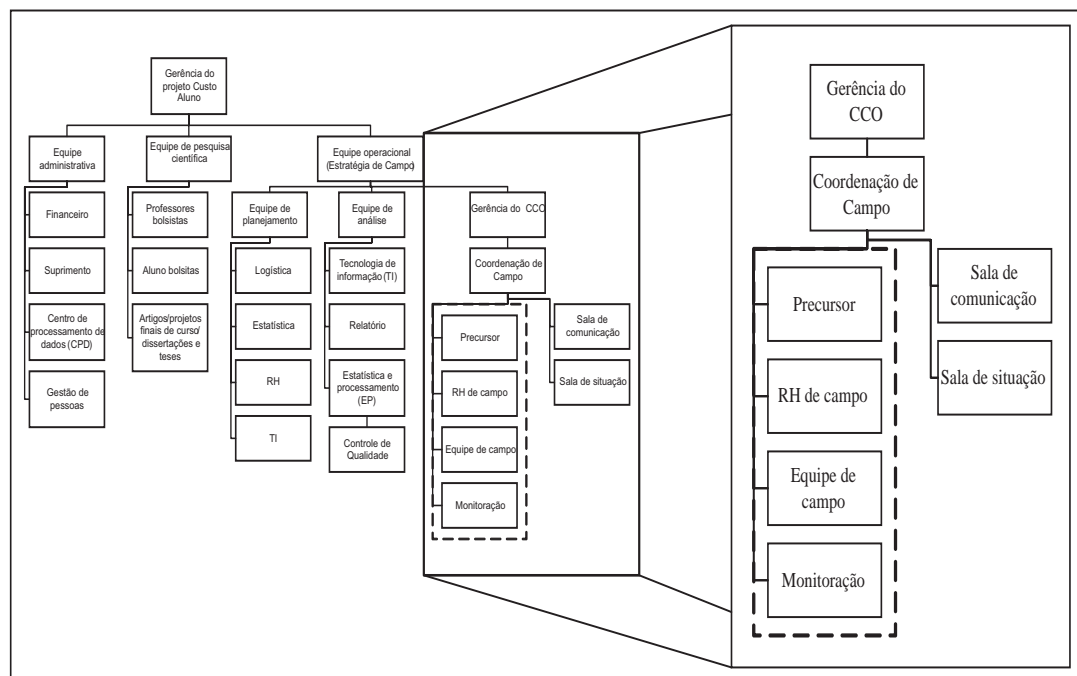 Gerência do
projeto Custo
Aluno
Equipe
administrativa
Equipe de pesquisa
científica
Equipe operacional
(Estratégia de Campo)
Financeiro
Suprimento
Centro de
processamento de
dados (CPD)
Gestão de
pessoas
Professores
bolsistas
Aluno bolsitas
Artigos/projetos
finais de curso/
dissertações e
teses
Equipe de
planejamento
Logística
Estatística
RH
TI
Equipe de
análise
Tecnologia de
informação (TI)
Relatório
Estatística e
processamento
(EP)
Controle de
Qualidade
Gerência do CCO
Coordenação de
Campo
Precursor
RH de campo
Equipe de campo
Monitoração
Sala de
comunicação
Sala de situação
Gerência do
CCO
Coordenação de
Campo
Precursor
RH de campo
Equipe de
campo
Monitoração
Sala de
comunicação
Sala de situação